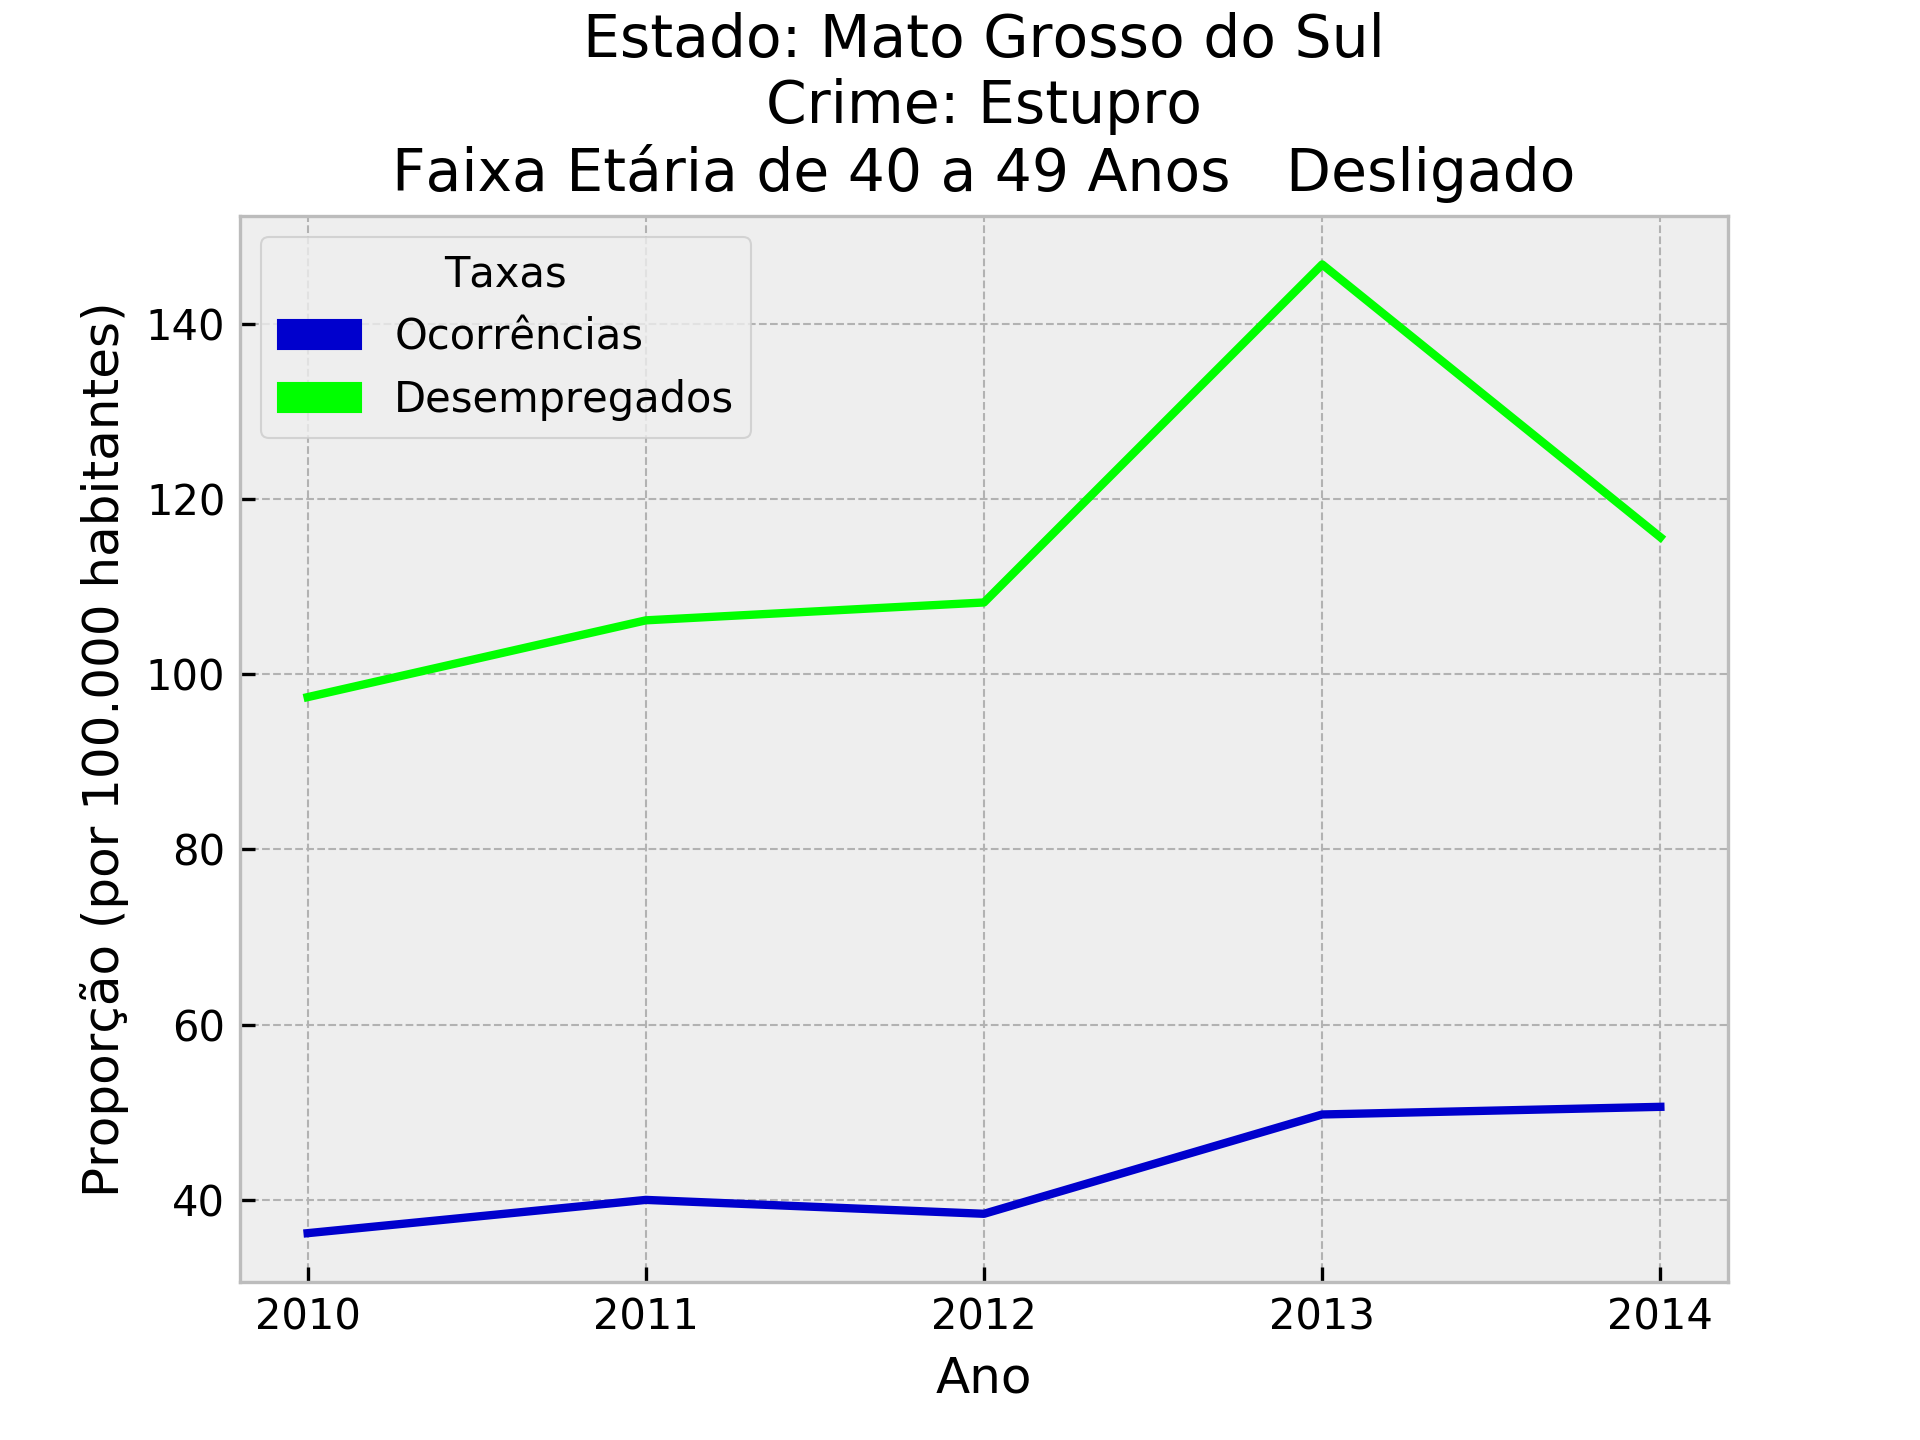 Estado: Mato Grosso do Sul
Crime: Estupro
Faixa Etária de 40 a 49 Anos   Desligado
Taxas
Ocorrências
Desempregados
Proporção (por 100.000 habitantes)
140
120
100
80
60
40
2010 2011 2012 2013 2014
Ano